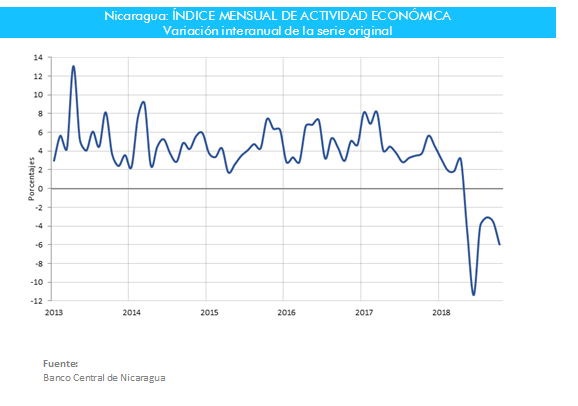 Nicaragua: ÍNDICE MENSUAL DE ACTIVIDAD ECONÓMICA
Variación interanual de la serie original
14
12
10
8
6
4
2
0
-2
-4
-6
-8
-10
-12
Porcentajes
2013 2014 2015 2016 2017 2018
Fuente:
Banco Central de Nicaragua